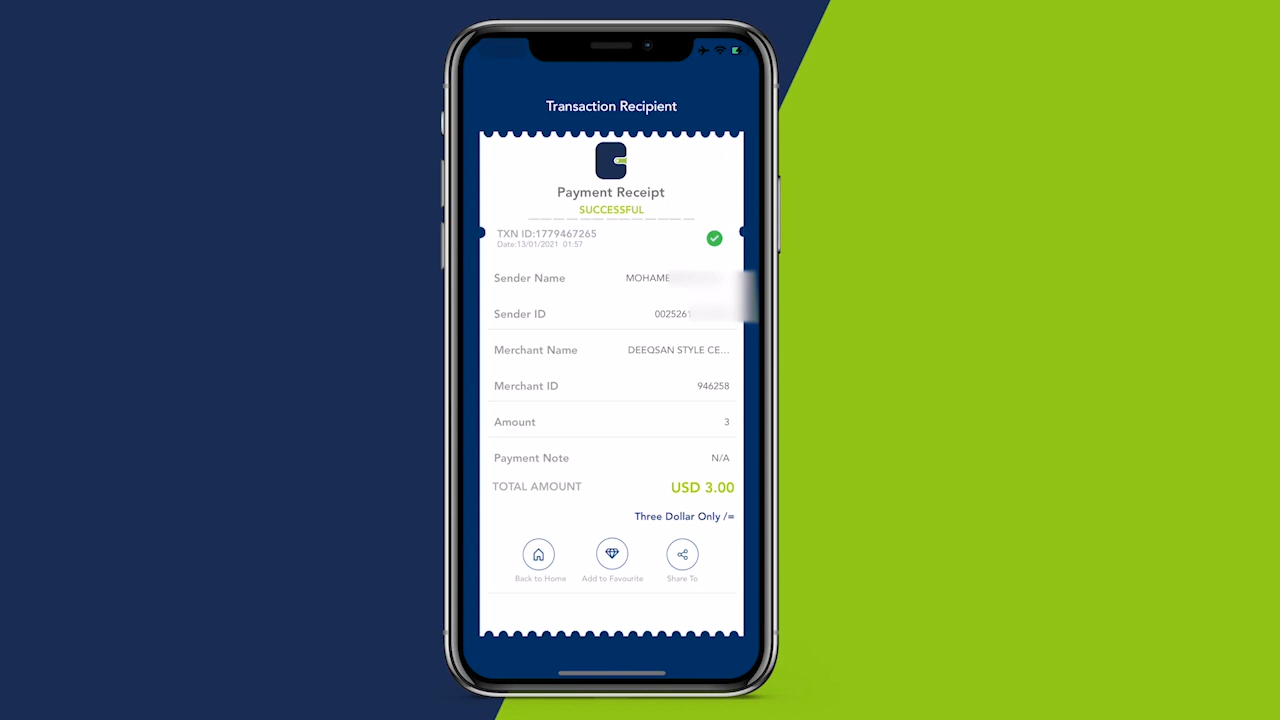 Transaction Recipient
Payment Receipt
SUCCESSFUL
TXN ID:1779467265
Date:13/01/2021 01:57
Sender Name MOHAME
Sender ID 0025261
Merchant Name DEEQSAN STYLE CE...
Merchant ID 946258
Amount 3
Payment Note N/A
TOTAL AMOUNT USD 3.00
Three Dollar Only /=
Back to Home Add to Favourite Share To